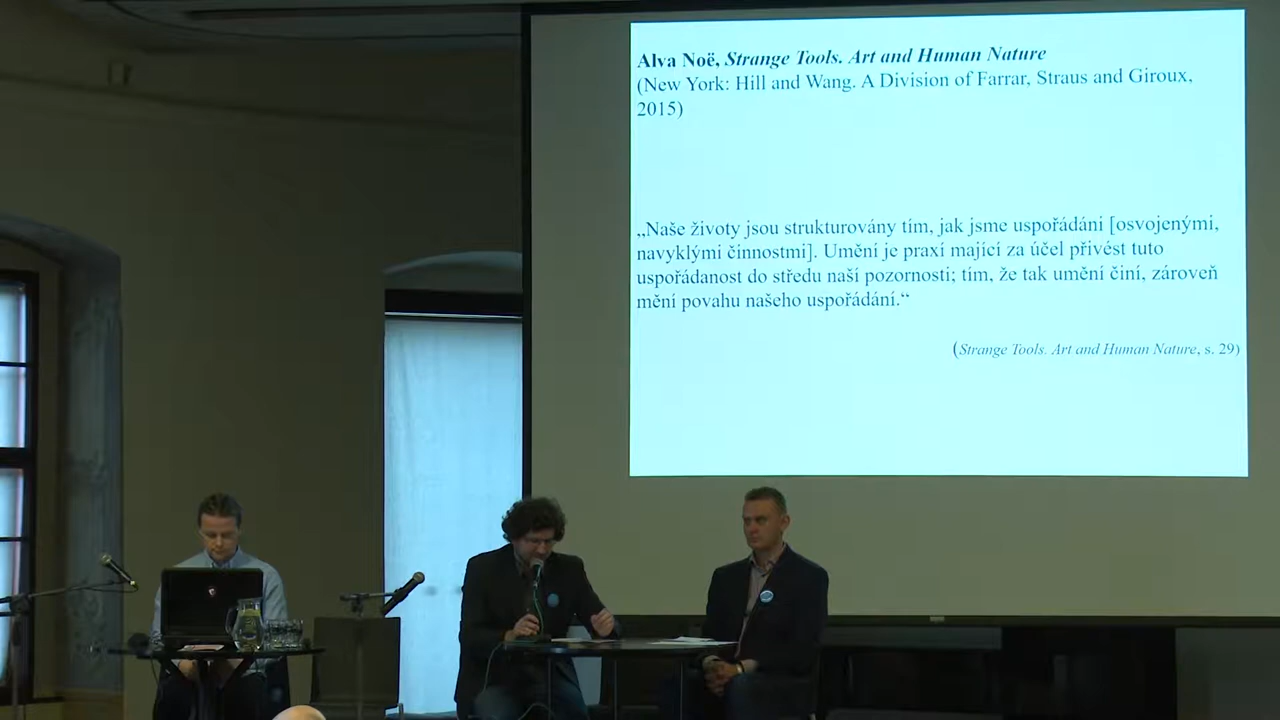 Alva Noë, Strange Tools. Art and Human Nature
(New York: Hill and Wang. A Division of Farrar, Straus and Giroux,
2015)
„Naše životy jsou strukturovány tím, jak jsme uspořádáni [osvojenými,
navyklými činnostmi]. Umění je praxí mající za účel přivést tuto
uspořádanost do středu naší pozornosti; tím, že tak umění činí, zároveň
mění povahu našeho uspořádání.“
(Strange Tools. Art and Human Nature, s. 29)